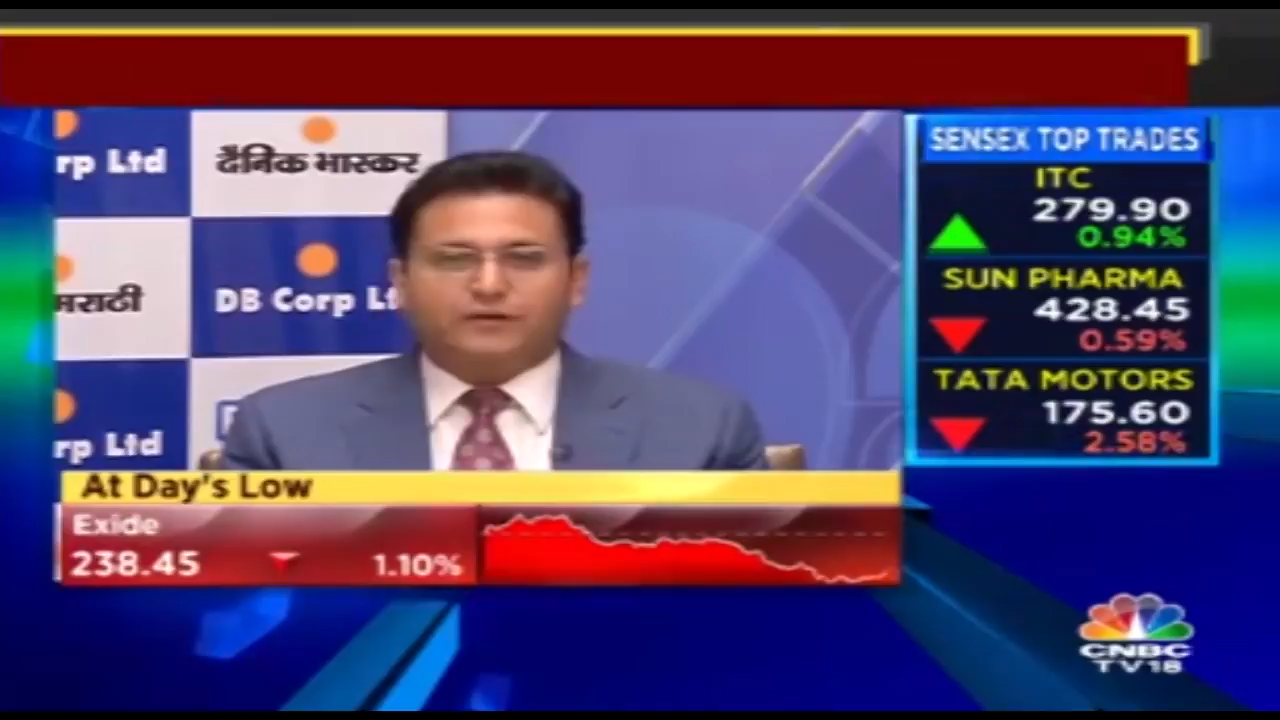 rp Ltd
दैनिक भास्कर
मराठी
DB Corp Lt
rp Ltd
SENSEX TOP TRADES
ITC
279.90
0.94%
SUN PHARMA
428.45
0.59%
TATA MOTORS
175.60
2.58%
At Day's Low
Exide
238.45
1.10%
CNBC
TV18